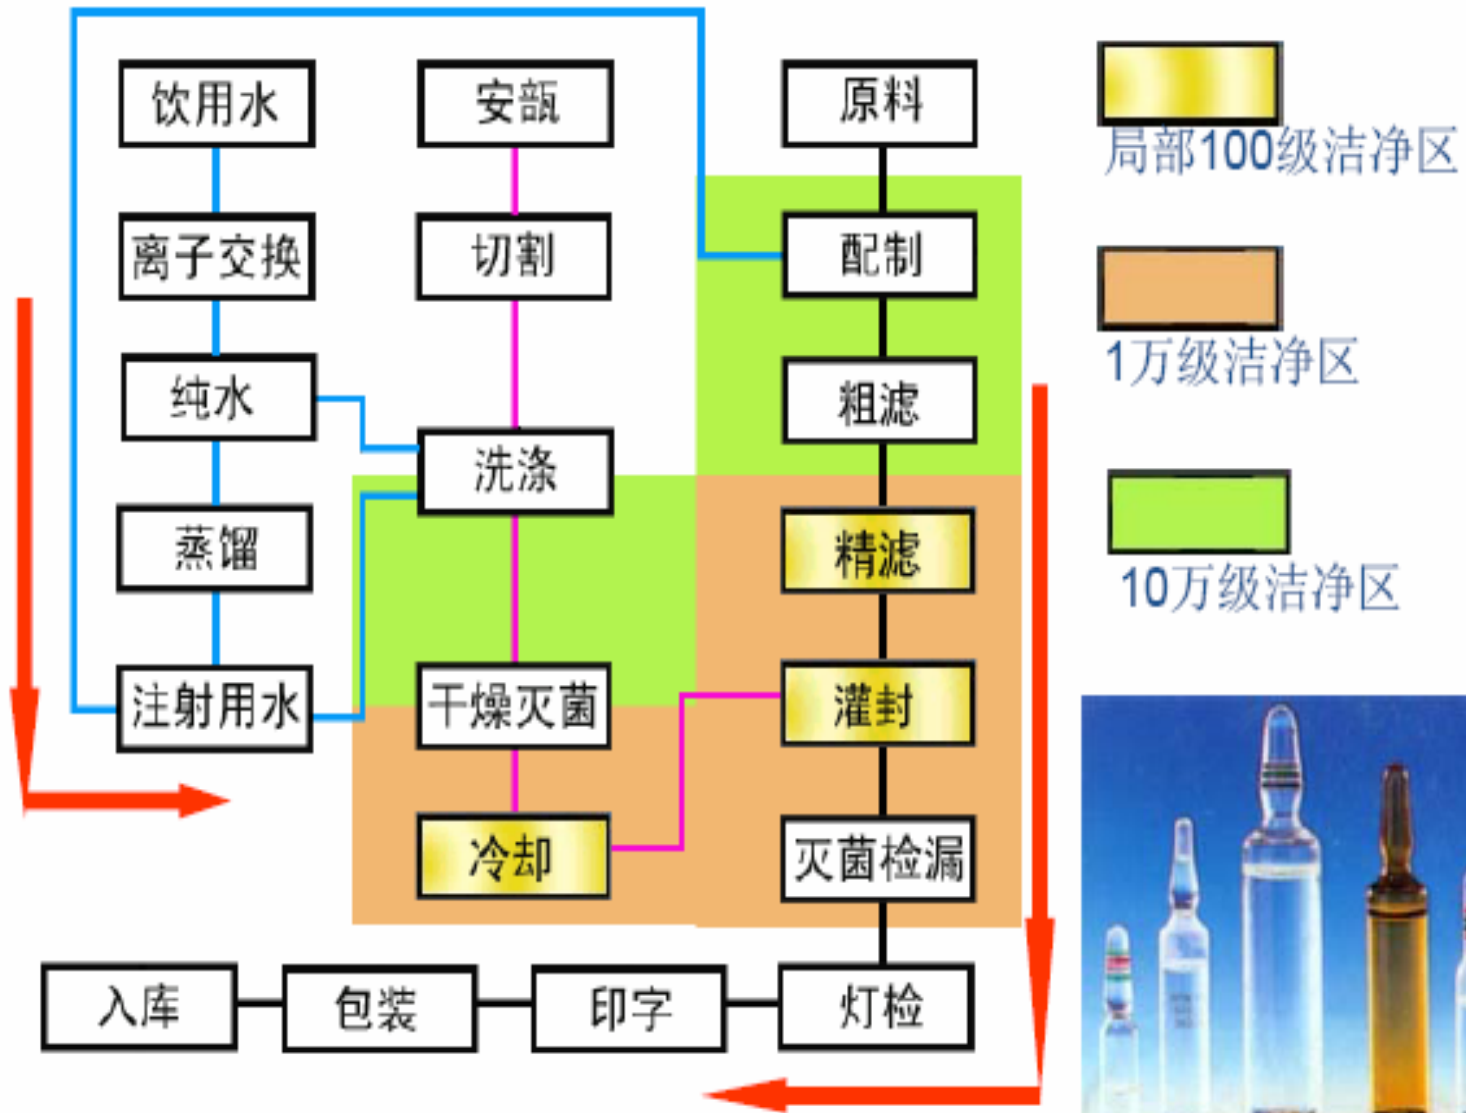 饮用水
安瓿
原料
局部100级洁净区
离子交换
切割
配制
1万级洁净区
纯水
洗涤
粗滤
蒸馏
精滤
10万级洁净区
注射用水
干燥灭菌
灌封
冷却
灭菌检漏
入库
包装
印字
灯检